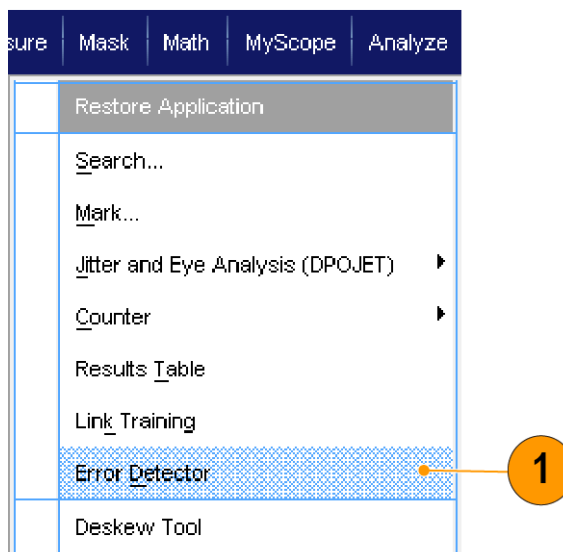 sure Mask Math MyScope Analyze
Restore Application
Search...
Mark...
Jitter and Eye Analysis (DPOJET)
Counter
Results Table
Link Training
Error Detector
1
Deskew Tool